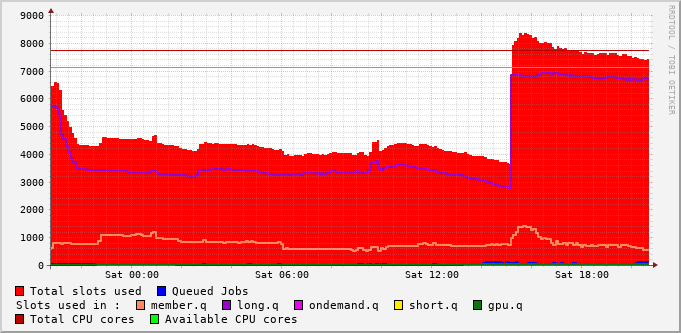 9000
8000
7000
6000
5000
4000
3000
2000
1000
0
Sat 00:00 Sat 06:00 Sat 12:00 Sat 18:00
RRDTOOL / TOBI OETIKER
Total slots used Queued Jobs
Slots used in : member.q long.q ondemand.q short.q gpu.q
Total CPU cores Available CPU cores